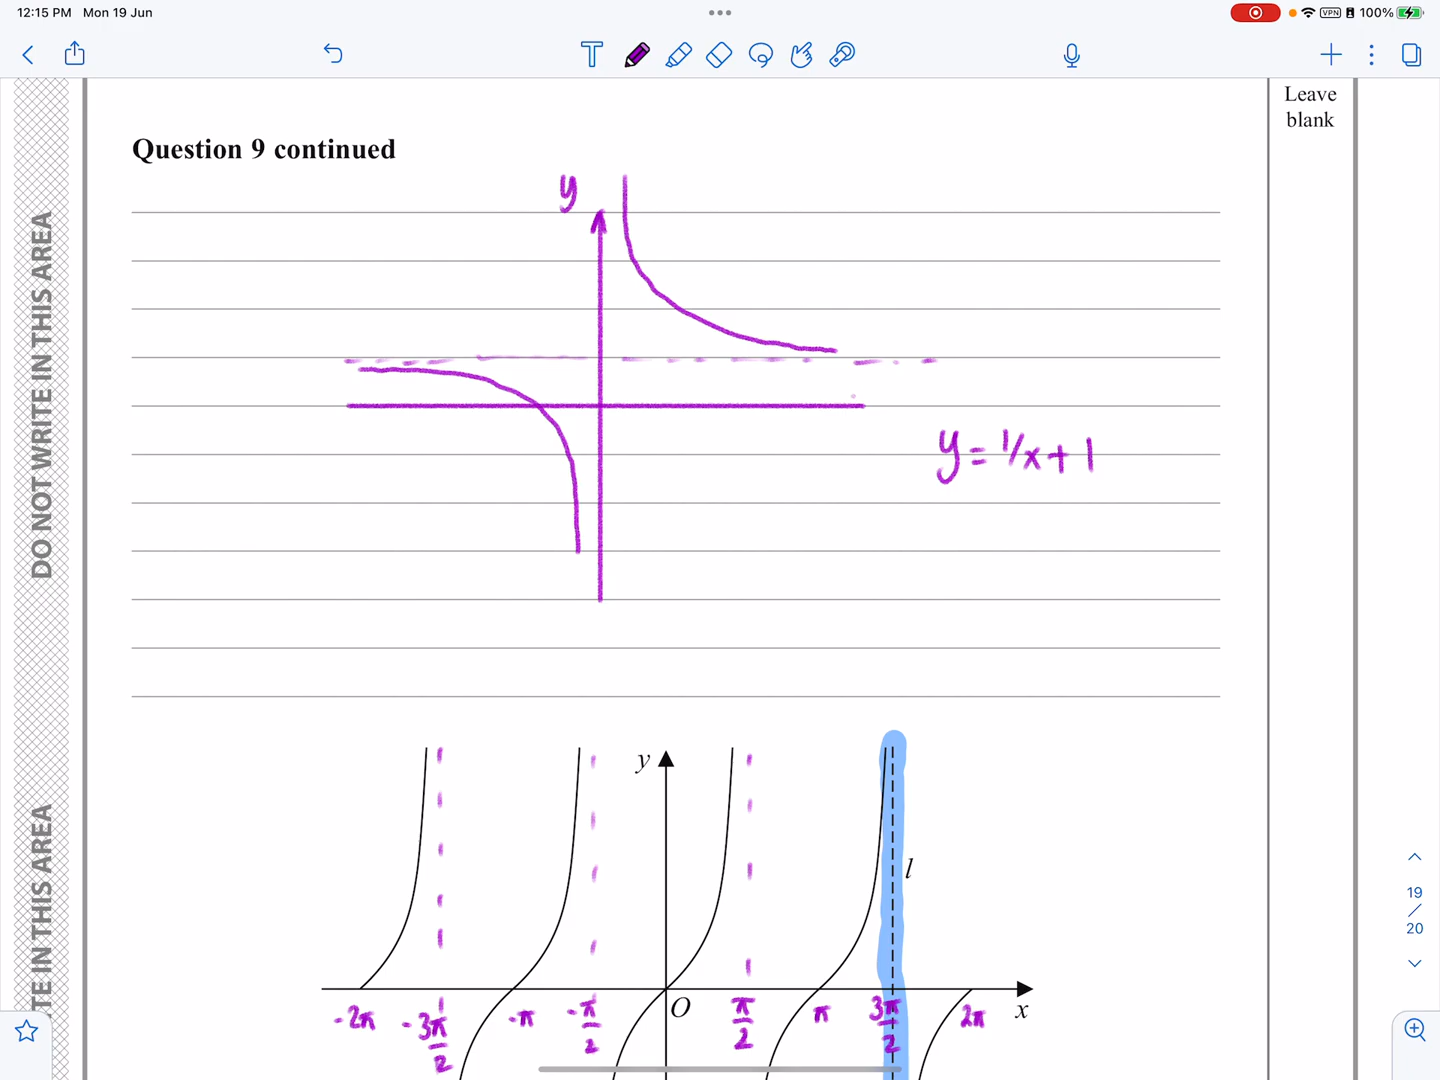 12:15 PM Mon 19 Jun
VPN 100%
T
Leave
blank
Question 9 continued
DO NOT WRITE IN THIS AREA
y
y = 1/x + 1
TE IN THIS AREA
y
l
-2π -3π/2 -π -π/2 O π/2 π 3π/2 2π x
19
/
20